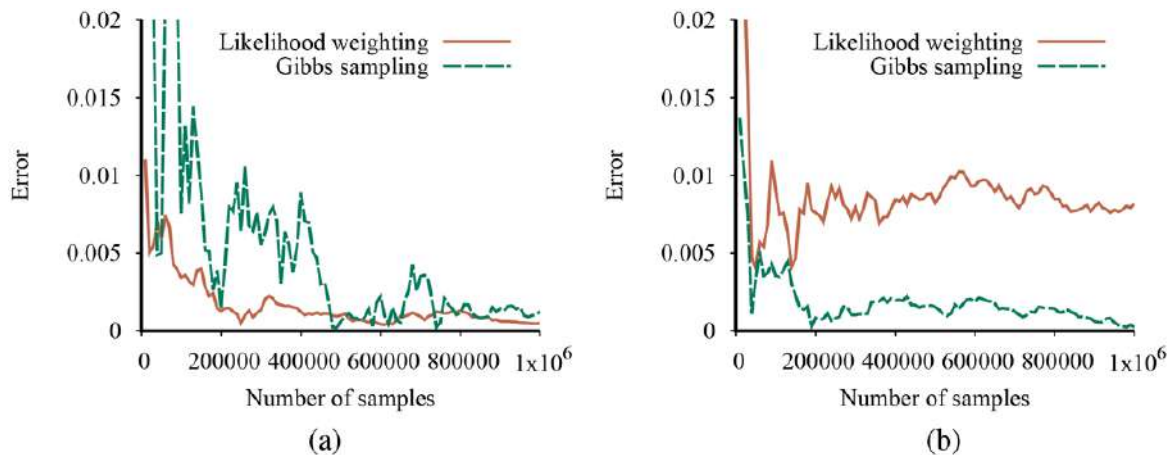 0.02
Likelihood weighting
Gibbs sampling
0.015
Error
0.01
0.005
0
0 200000 400000 600000 800000 1x10^6
Number of samples
(a)
0.02
Likelihood weighting
Gibbs sampling
0.015
Error
0.01
0.005
0
0 200000 400000 600000 800000 1x10^6
Number of samples
(b)